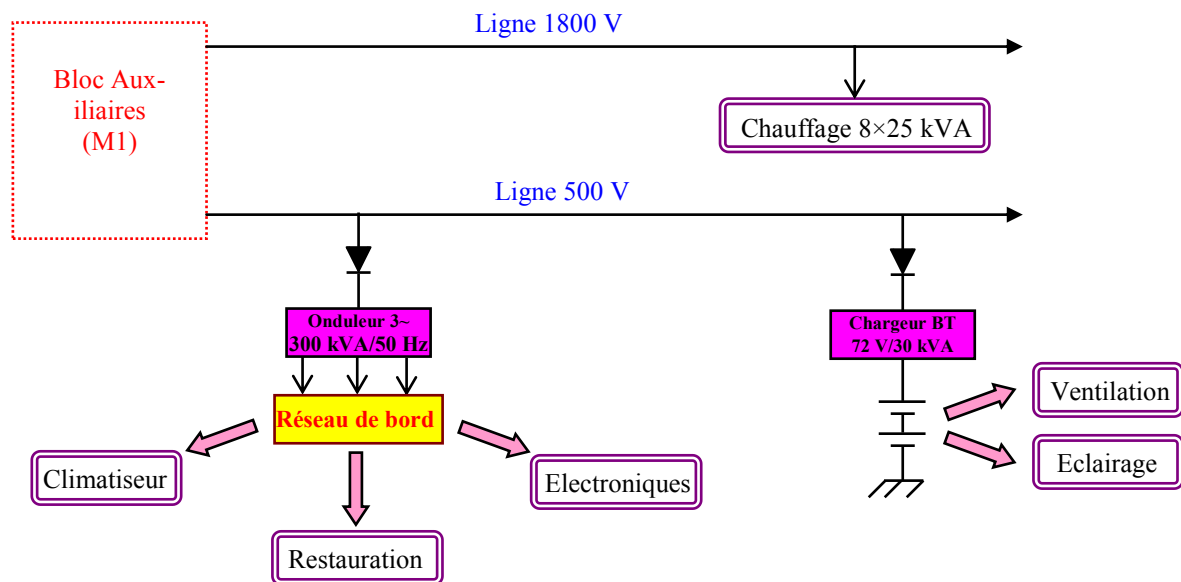 Ligne 1800 V
Bloc Aux-
iliaires
(M1)
Chauffage 8×25 kVA
Ligne 500 V
Onduleur 3~
300 kVA/50 Hz
Chargeur BT
72 V/30 kVA
Réseau de bord
Ventilation
Climatiseur
Electroniques
Eclairage
Restauration